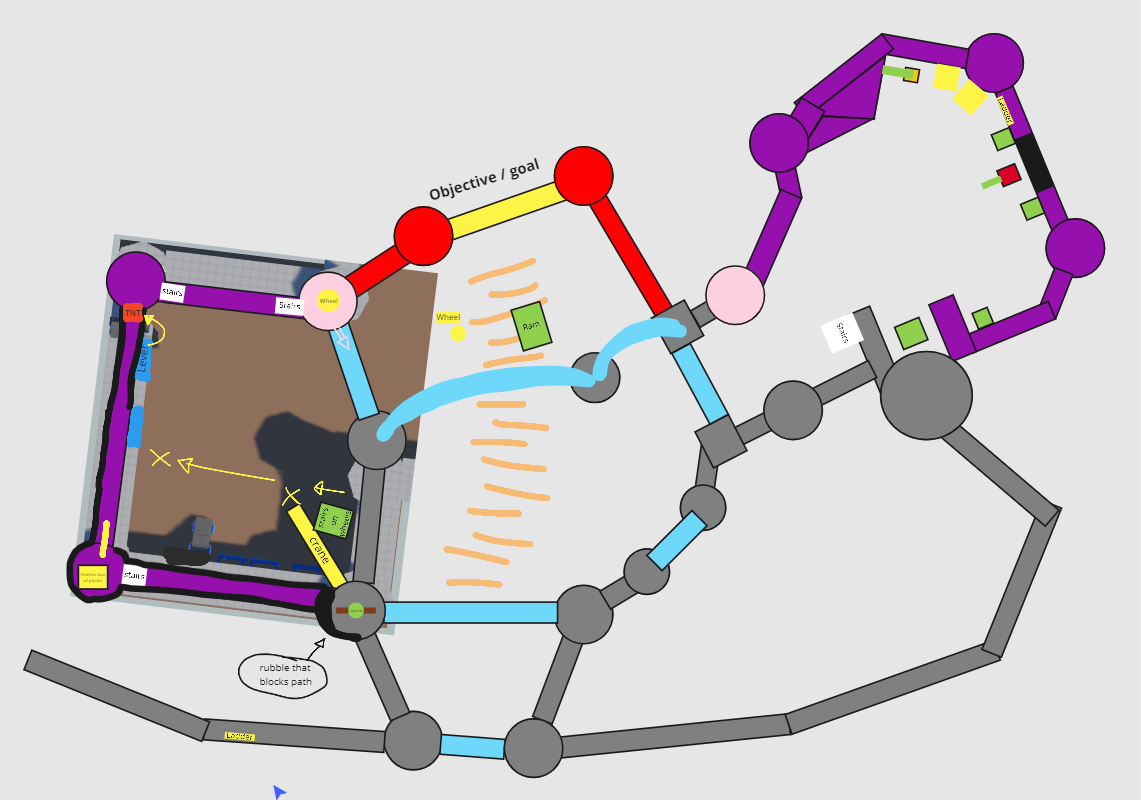 Objective / goal
Ladder
stairs
Stairs
Wheel
TNT
Wheel
Ram
Stairs
Lever
stairs
on
wheels
crane
stairs
rubble that
blocks path
Ladder